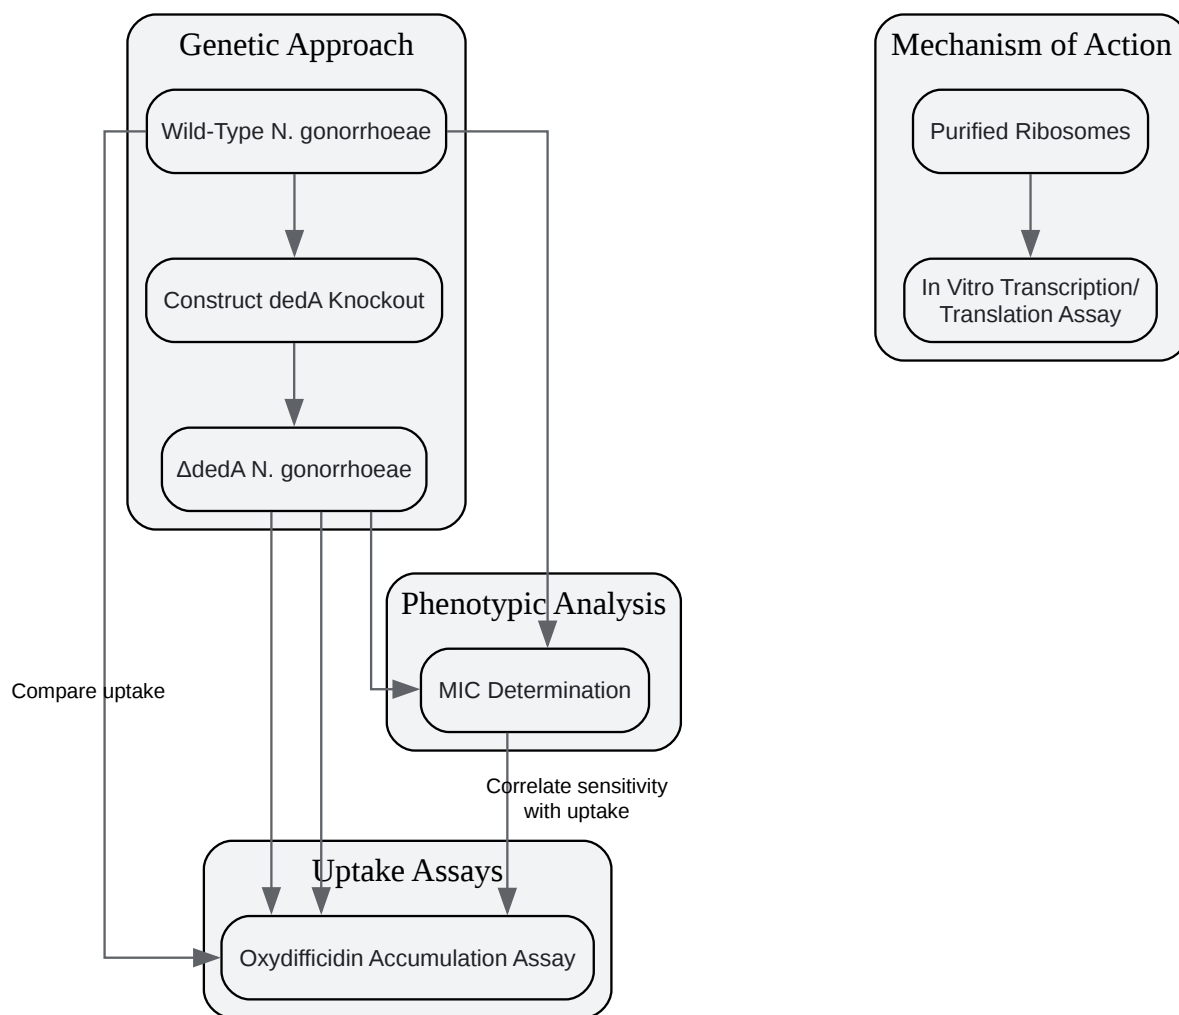 Genetic Approach
Wild-Type N. gonorrhoeae
Construct dedA Knockout
ΔdedA N. gonorrhoeae
Mechanism of Action
Purified Ribosomes
In Vitro Transcription/
Translation Assay
Phenotypic Analysis
MIC Determination
Compare uptake
Correlate sensitivity
with uptake
Uptake Assays
Oxydifficidin Accumulation Assay